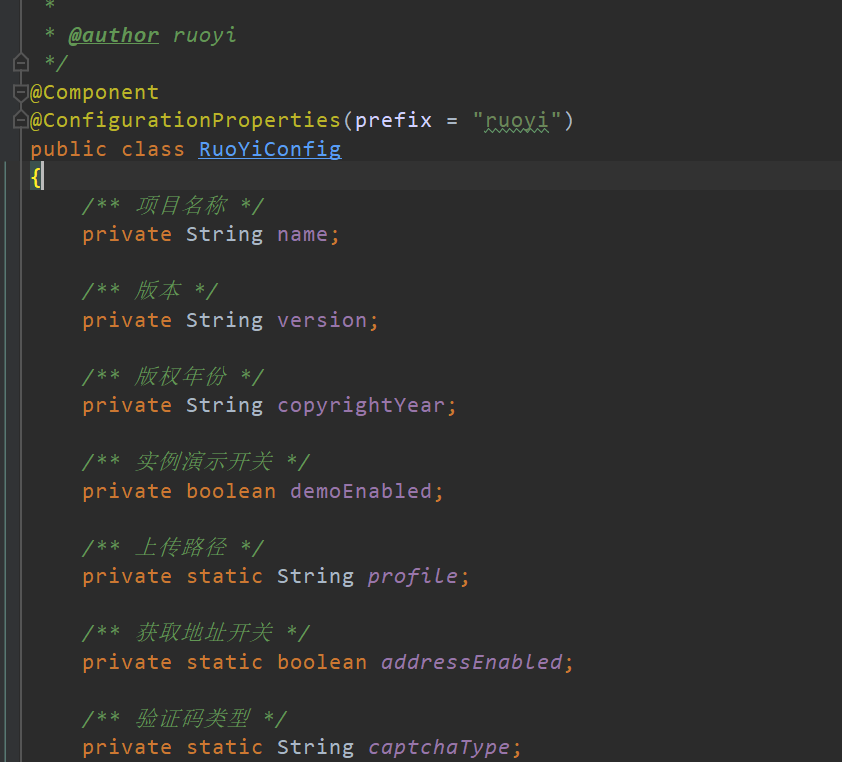 *
* @author ruoyi
*/
@Component
@ConfigurationProperties(prefix = "ruoyi")
public class RuoYiConfig
{
/** 项目名称 */
private String name;
/** 版本 */
private String version;
/** 版权年份 */
private String copyrightYear;
/** 实例演示开关 */
private boolean demoEnabled;
/** 上传路径 */
private static String profile;
/** 获取地址开关 */
private static boolean addressEnabled;
/** 验证码类型 */
private static String captchaType;